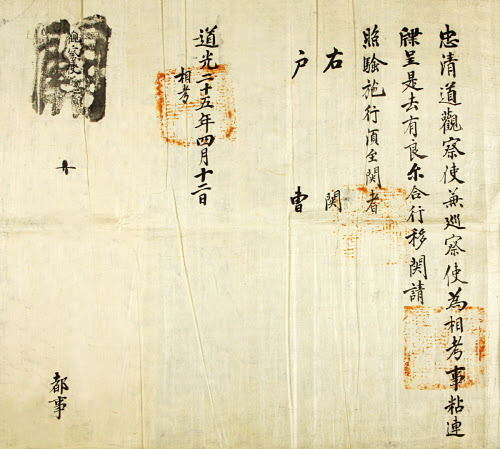 忠清道觀察使兼巡察使為相考事粘連
牒呈是去有良尒合行移關請
照驗施行須至關者
右關
戶曹
道光二十五年四月十二日
相考
觀察使
都事